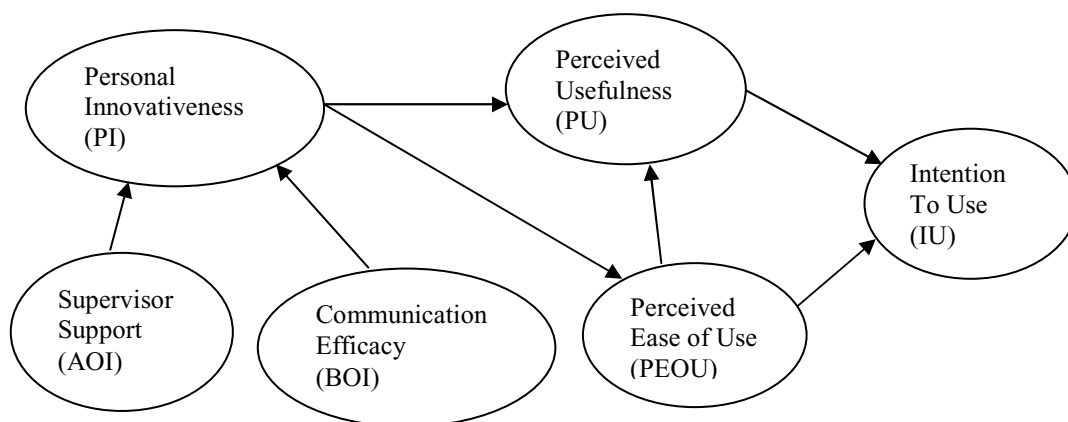 Personal
Innovativeness
(PI)
Perceived
Usefulness
(PU)
Intention
To Use
(IU)
Supervisor
Support
(AOI)
Communication
Efficacy
(BOI)
Perceived
Ease of Use
(PEOU)